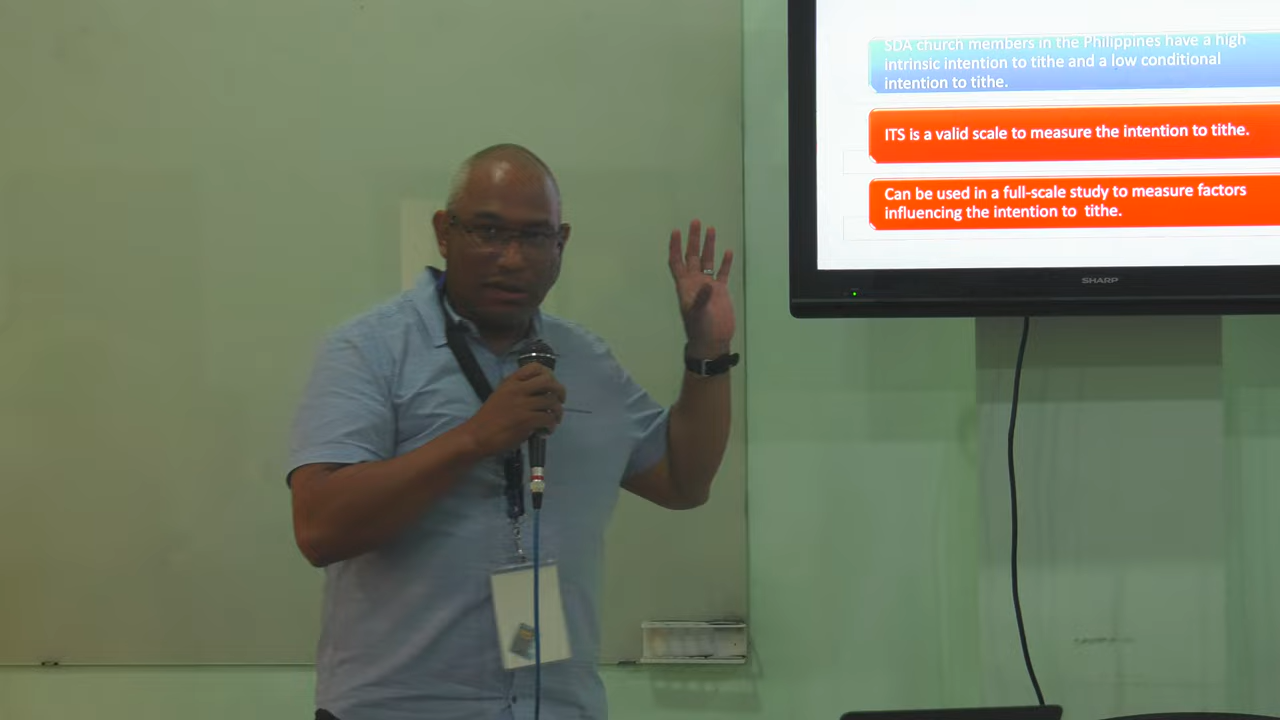 SDA church members in the Philippines have a high
intrinsic intention to tithe and a low conditional
intention to tithe.
ITS is a valid scale to measure the intention to tithe.
Can be used in a full-scale study to measure factors
influencing the intention to tithe.
SHARP